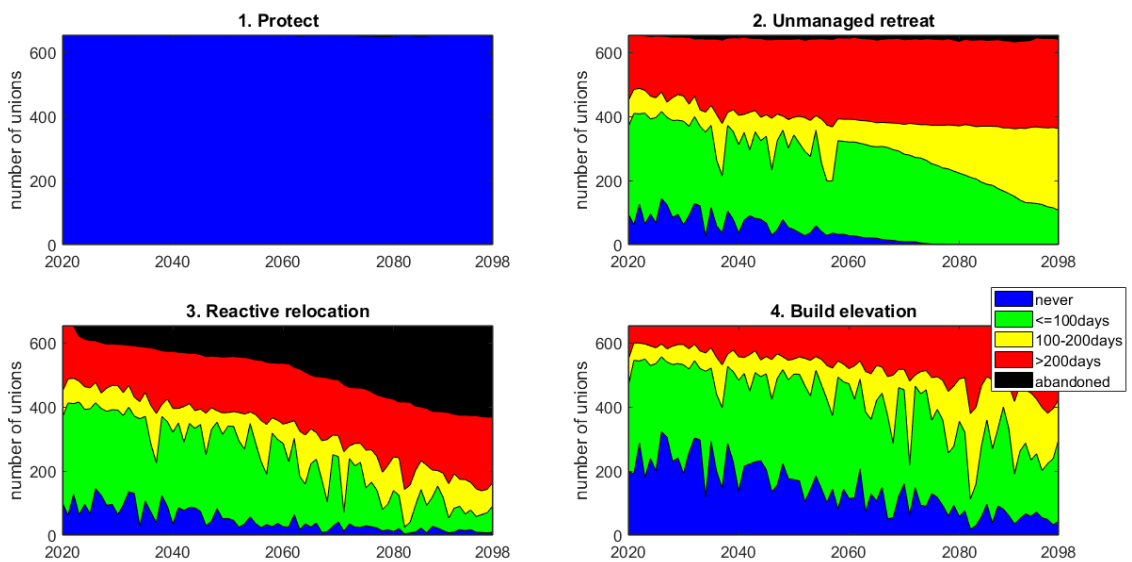 1. Protect
number of unions
600
400
200
0
2020
2040
2060
2080
2098
2. Unmanaged retreat
number of unions
600
400
200
0
2020
2040
2060
2080
2098
3. Reactive relocation
number of unions
600
400
200
0
2020
2040
2060
2080
2098
4. Build elevation
number of unions
600
400
200
0
2020
2040
2060
2080
2098
never
<=100days
100-200days
>200days
abandoned